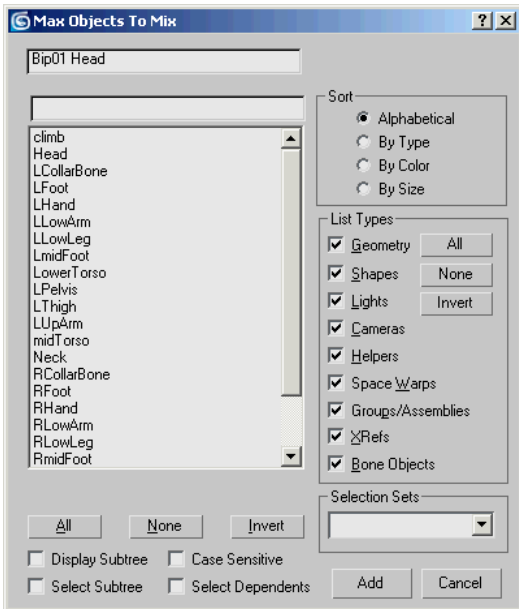 Max Objects To Mix
Bip01 Head
climb
Head
LCollarBone
LFoot
LHand
LLowArm
LLowLeg
LmidFoot
LowerTorso
LPelvis
LThigh
LUpArm
midTorso
Neck
RCollarBone
RFoot
RHand
RLowArm
RLowLeg
RmidFoot
All
None
Invert
Display Subtree
Case Sensitive
Select Subtree
Select Dependents
Sort
Alphabetical
By Type
By Color
By Size
List Types
Geometry
All
Shapes
None
Lights
Invert
Cameras
Helpers
Space Warps
Groups/Assemblies
XRefs
Bone Objects
Selection Sets
Add
Cancel